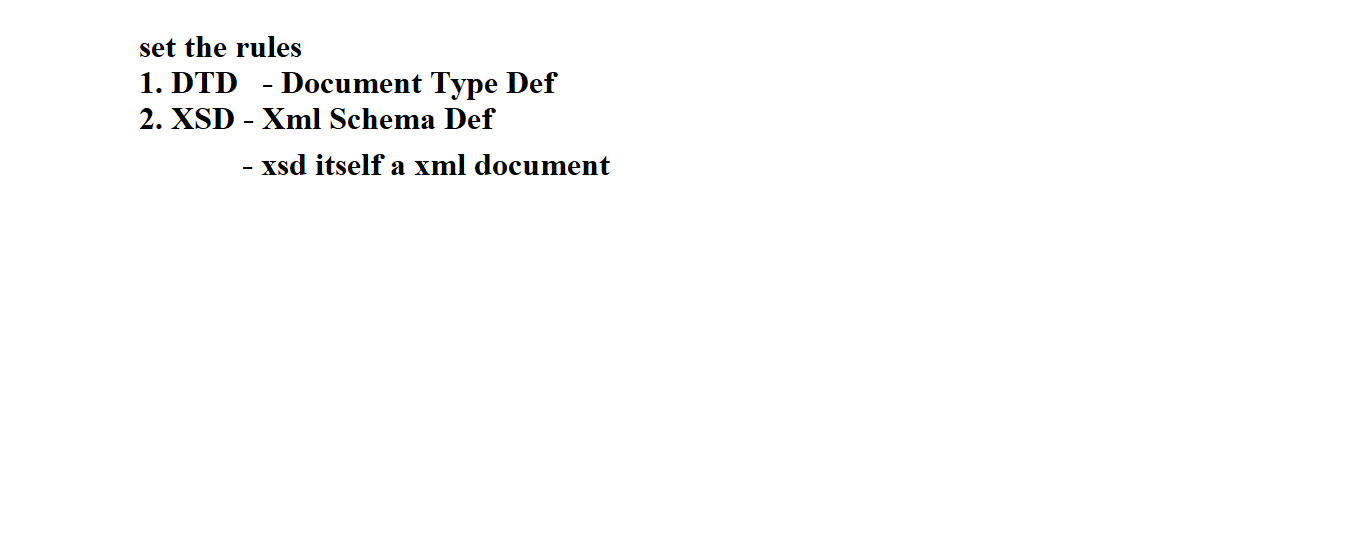 set the rules
1. DTD - Document Type Def
2. XSD - Xml Schema Def
- xsd itself a xml document